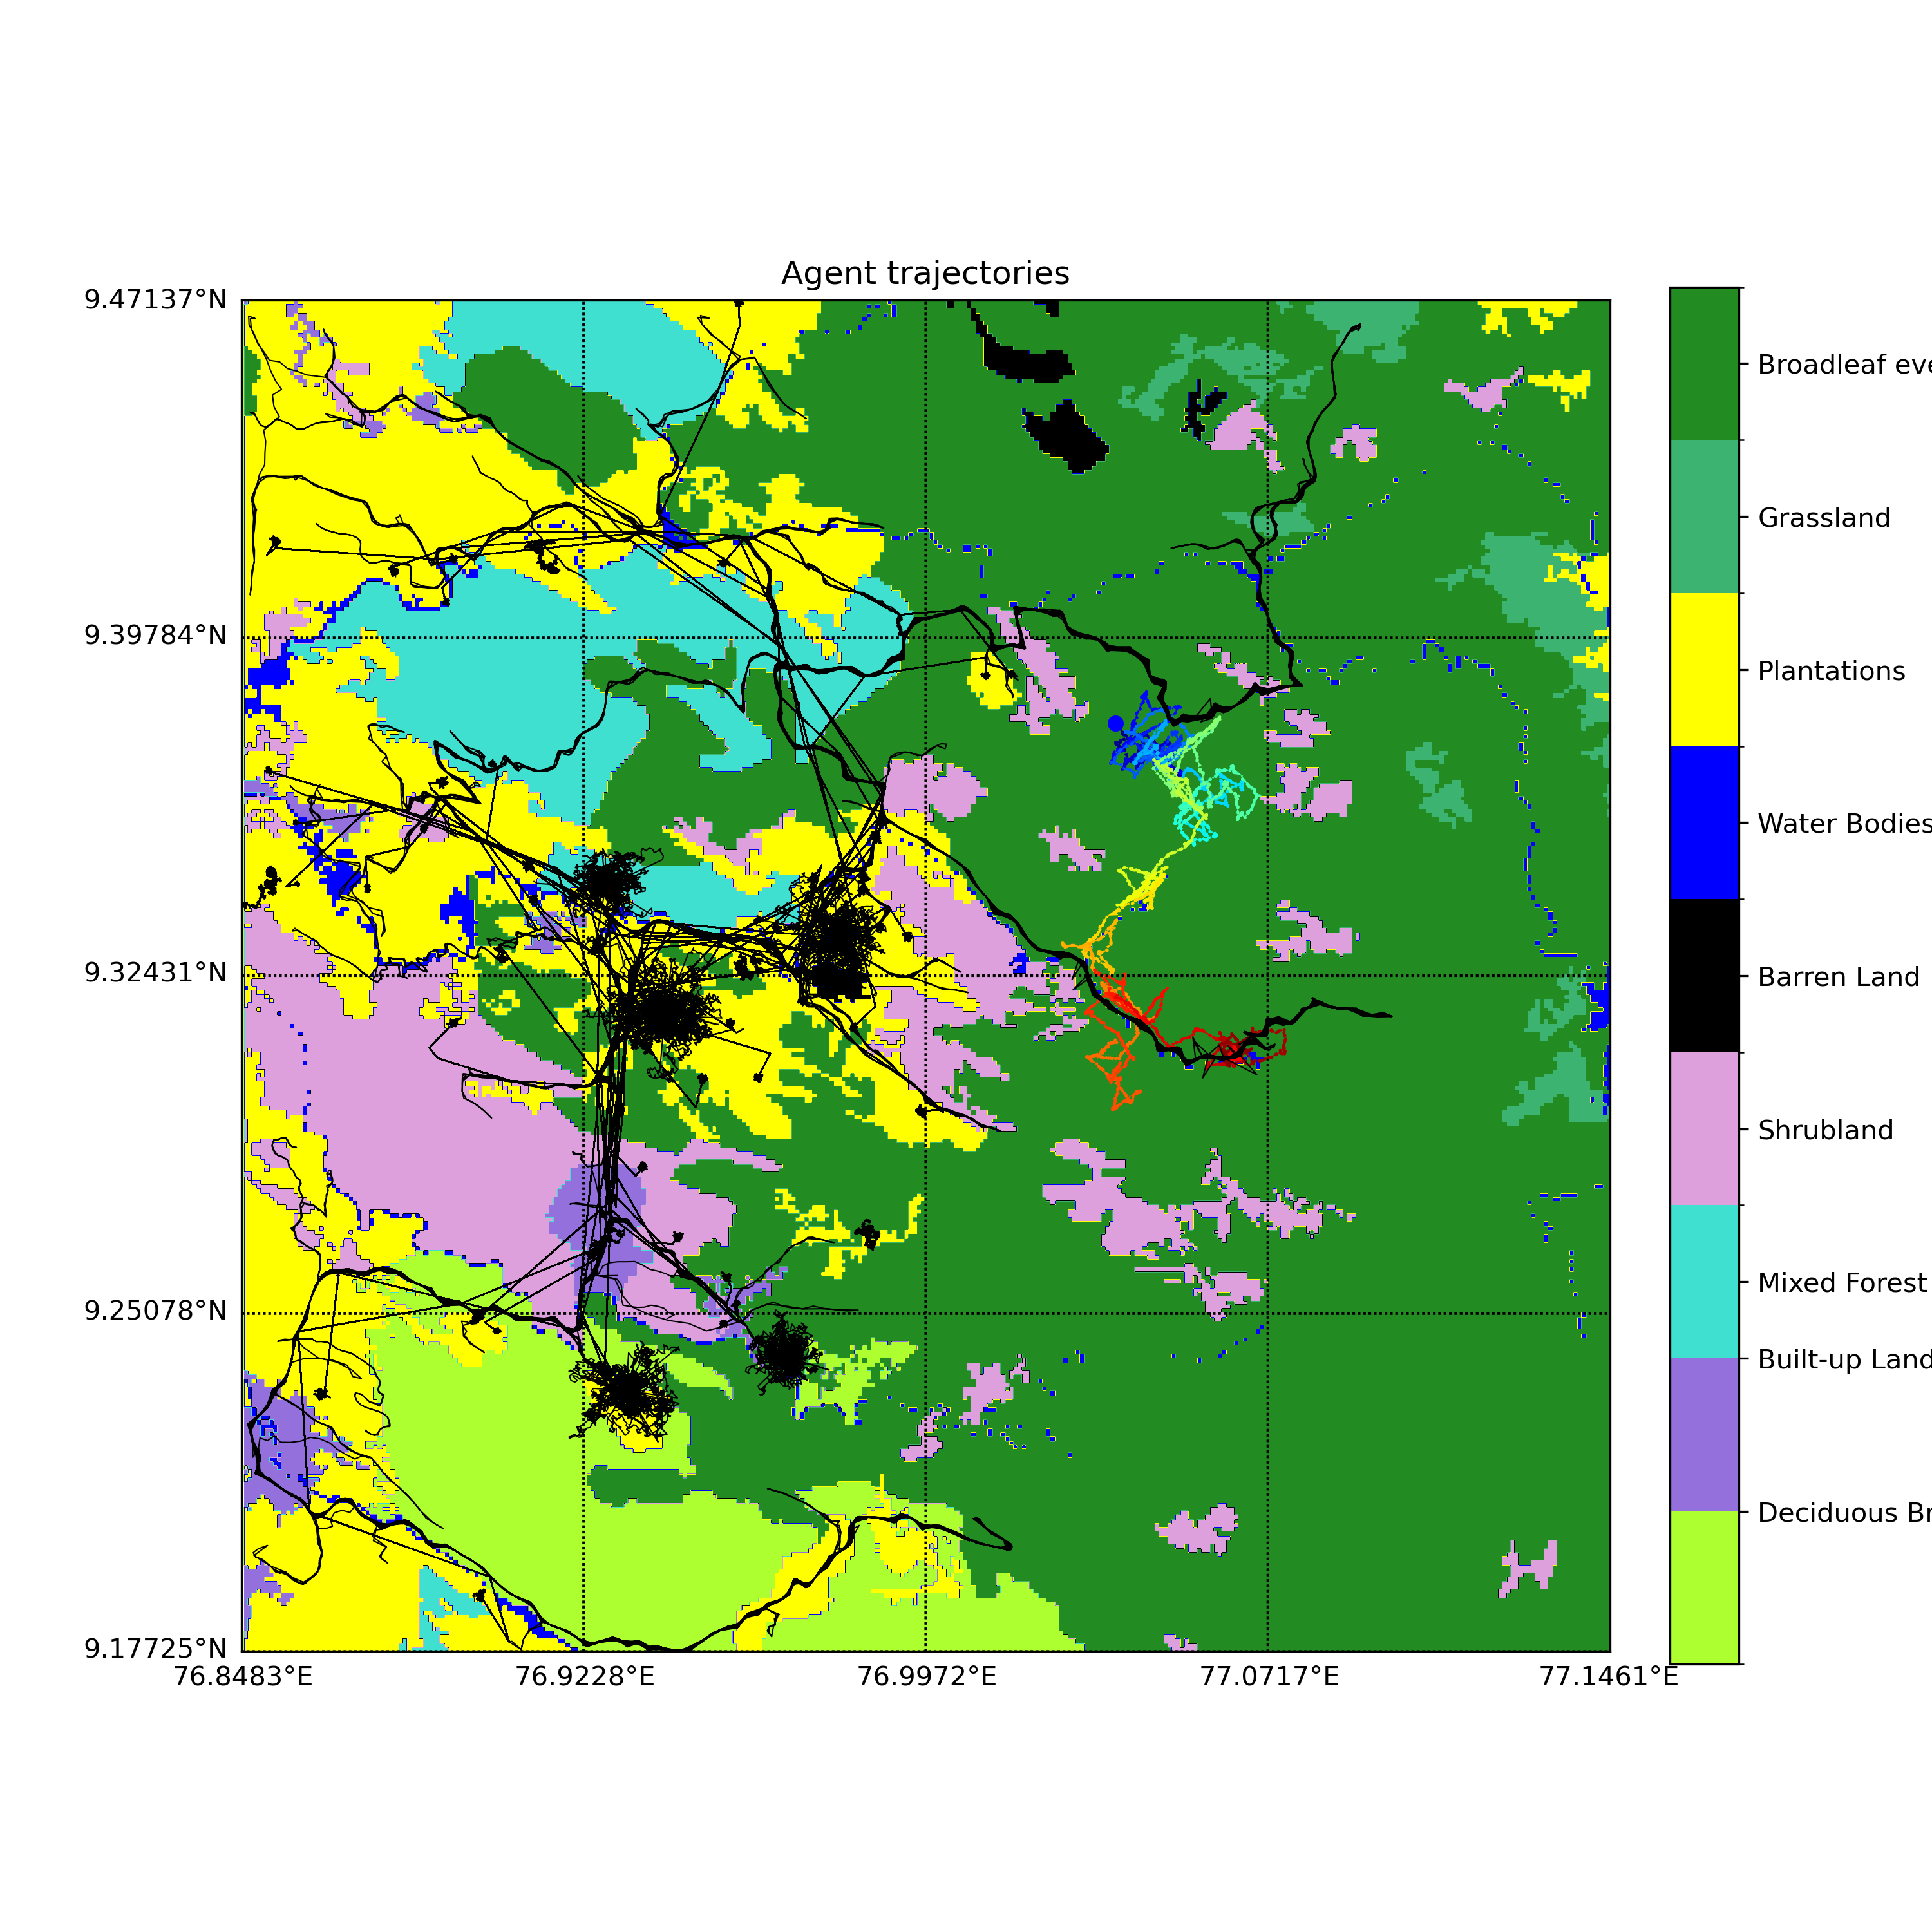 Agent trajectories
9.47137°N
9.39784°N
9.32431°N
9.25078°N
9.17725°N
76.8483°E
76.9228°E
76.9972°E
77.0717°E
77.1461°E
Broadleaf eve
Grassland
Plantations
Water Bodies
Barren Land
Shrubland
Mixed Forest
Built-up Land
Deciduous Br